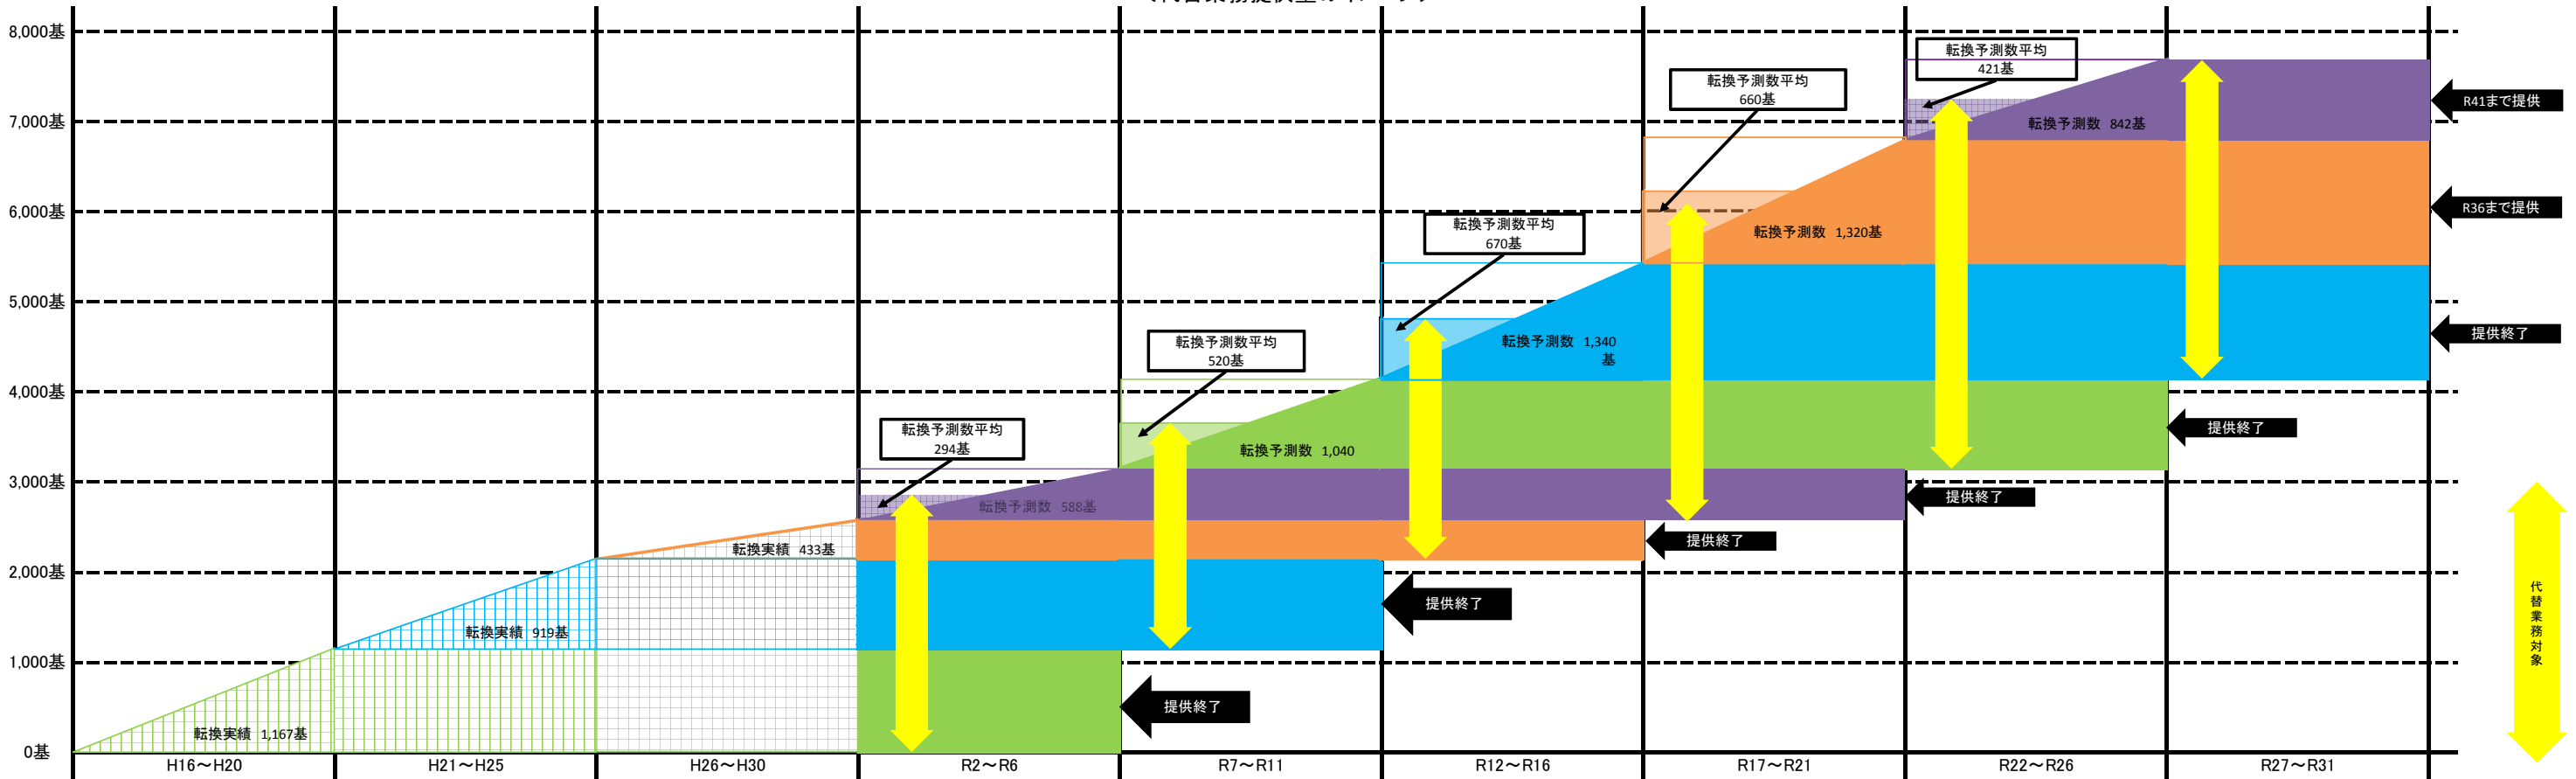 8,000基
7,000基
6,000基
5,000基
4,000基
3,000基
2,000基
1,000基
0基
転換予測数平均
421基
転換予測数平均
660基
転換予測数平均
670基
転換予測数平均
520基
転換予測数平均
294基
転換予測数 842基
転換予測数 1,320基
転換予測数 1,340
基
転換予測数 1,040
転換予測数 588基
転換実績 433基
転換実績 919基
転換実績 1,167基
R41まで提供
R36まで提供
提供終了
提供終了
提供終了
提供終了
提供終了
提供終了
代
替
業
務
対
象
H16～H20
H21～H25
H26～H30
R2～R6
R7～R11
R12～R16
R17～R21
R22～R26
R27～R31